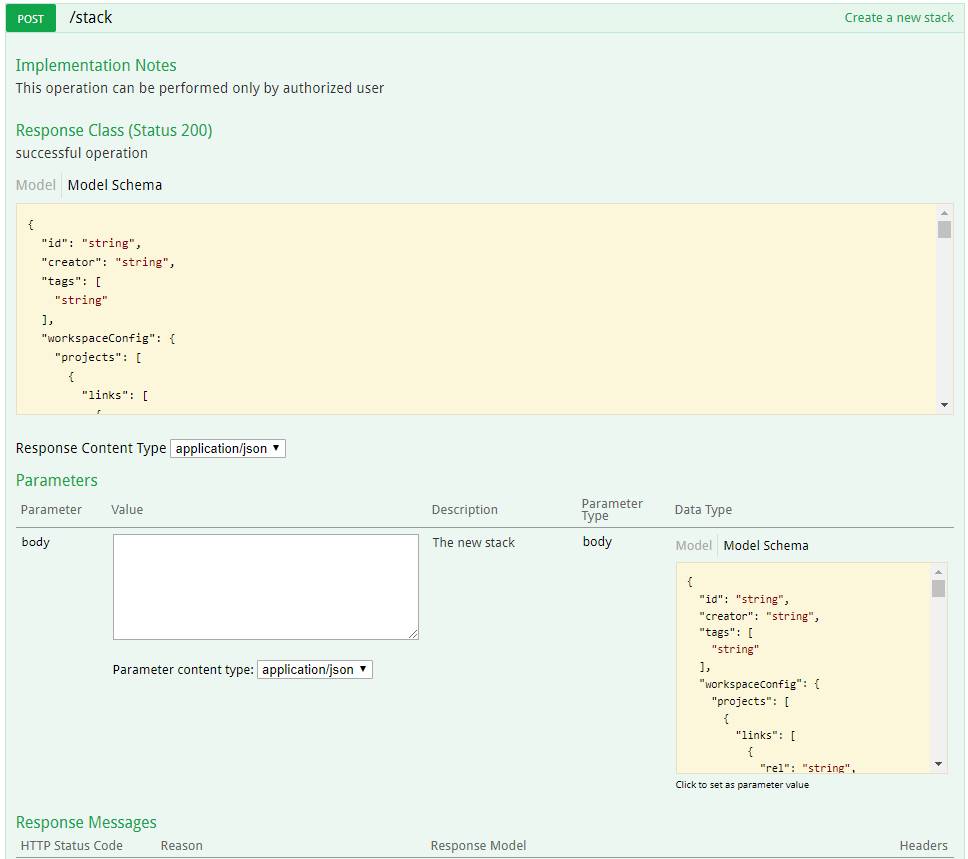 POST /stack Create a new stack
Implementation Notes
This operation can be performed only by authorized user
Response Class (Status 200)
successful operation
Model Model Schema
{
"id": "string",
"creator": "string",
"tags": [
"string"
],
"workspaceConfig": {
"projects": [
{
"links": [
{
Response Content Type application/json
Parameters
Parameter Value Description Parameter Type Data Type
body The new stack body Model Model Schema
{
"id": "string",
"creator": "string",
"tags": [
"string"
],
"workspaceConfig": {
"projects": [
{
"links": [
{
"rel": "string",
Parameter content type: application/json
Click to set as parameter value
Response Messages
HTTP Status Code Reason Response Model Headers